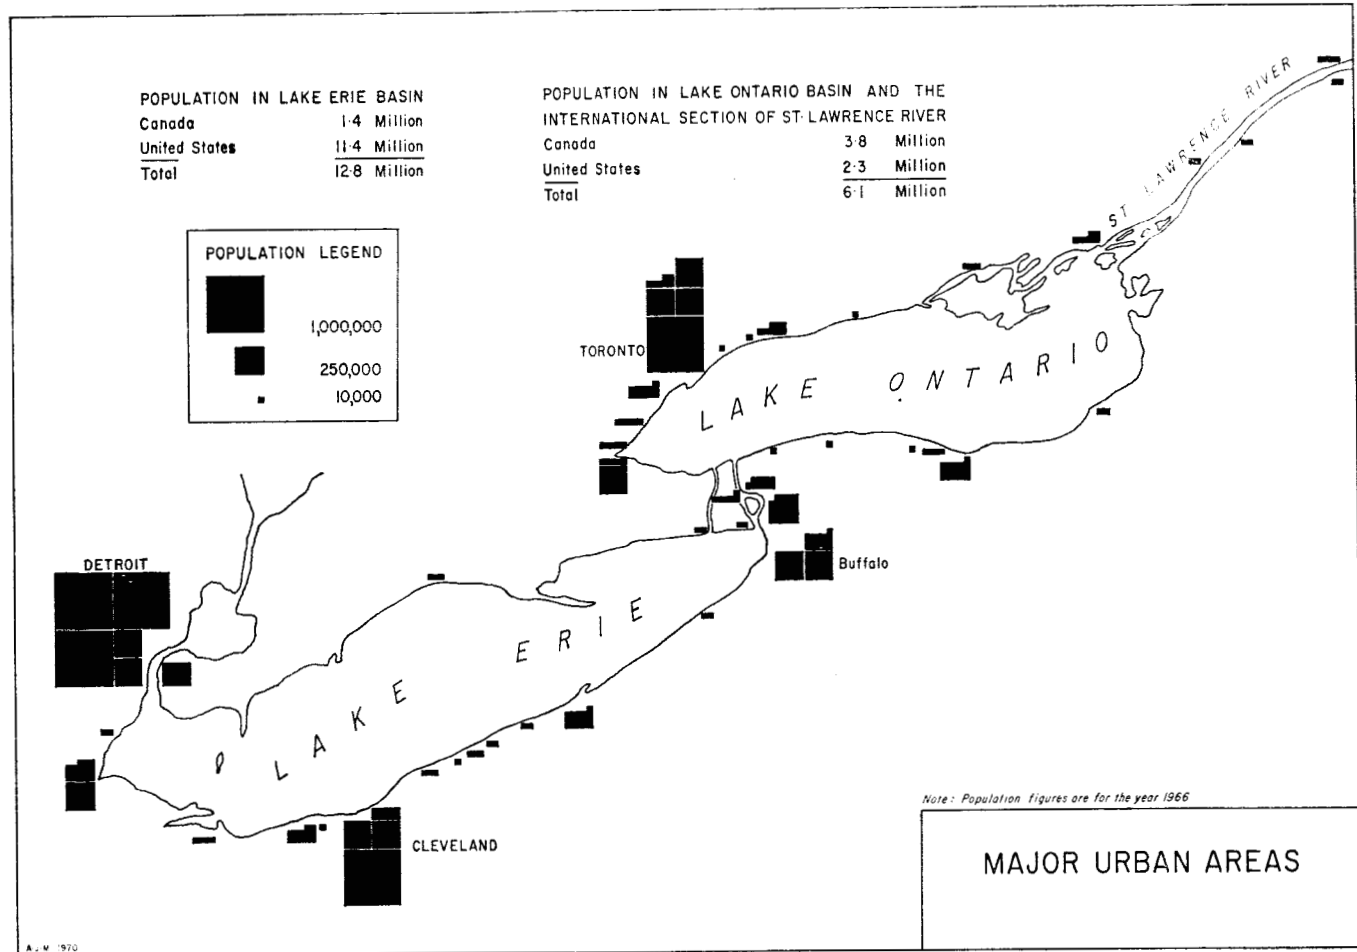 POPULATION IN LAKE ERIE BASIN
Canada 1·4 Million
United States 11·4 Million
Total 12·8 Million
POPULATION IN LAKE ONTARIO BASIN AND THE
INTERNATIONAL SECTION OF ST· LAWRENCE RIVER
Canada 3·8 Million
United States 2·3 Million
Total 6·1 Million
POPULATION LEGEND
1,000,000
250,000
10,000
ST LAWRENCE RIVER
TORONTO
LAKE ONTARIO
DETROIT
Buffalo
LAKE ERIE
CLEVELAND
Note: Population figures are for the year 1966
MAJOR URBAN AREAS
1970